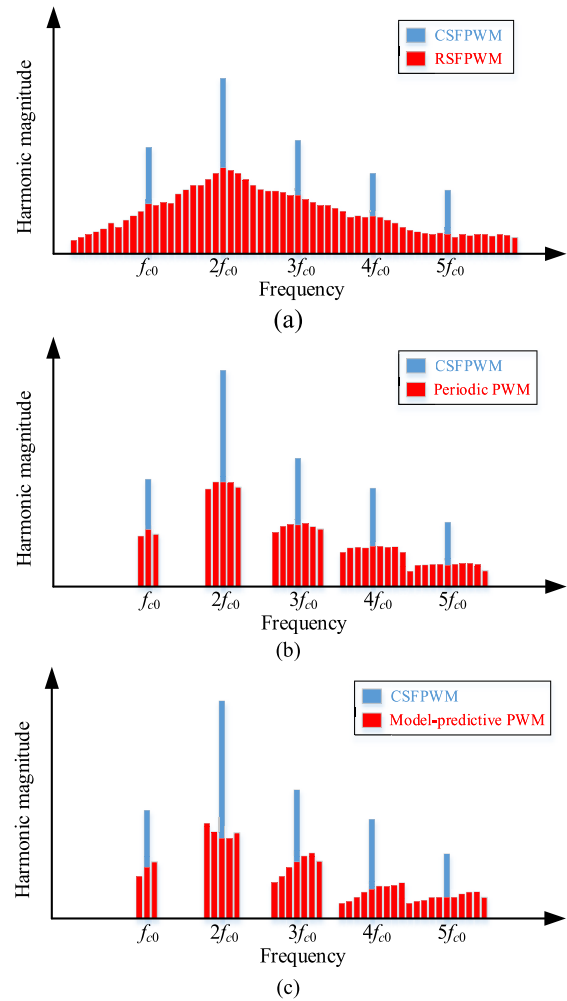 CSFPWM
RSFPWM
Harmonic magnitude
fc0 2fc0 3fc0 4fc0 5fc0
Frequency
(a)
CSFPWM
Periodic PWM
Harmonic magnitude
fc0 2fc0 3fc0 4fc0 5fc0
Frequency
(b)
CSFPWM
Model-predictive PWM
Harmonic magnitude
fc0 2fc0 3fc0 4fc0 5fc0
Frequency
(c)